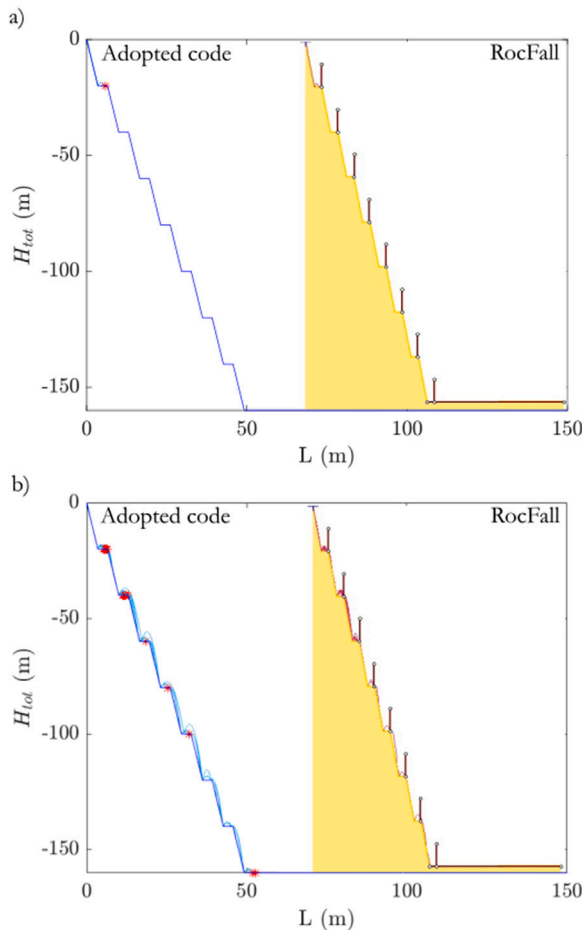 a)
Adopted code
RocFall
0
-50
-100
-150
H_tot (m)
0
50
100
150
L (m)
b)
Adopted code
RocFall
0
-50
-100
-150
H_tot (m)
0
50
100
150
L (m)